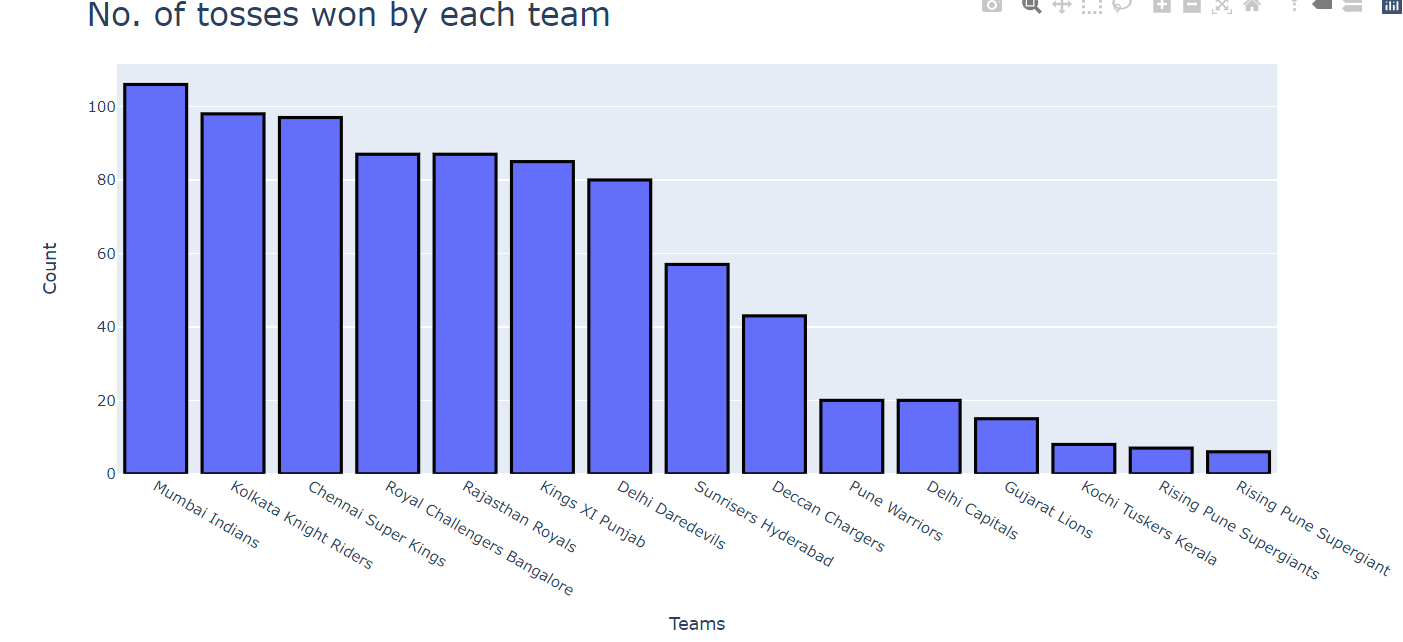 No. of tosses won by each team
100
80
60
40
20
0
Count
Mumbai Indians
Kolkata Knight Riders
Chennai Super Kings
Royal Challengers Bangalore
Rajasthan Royals
Kings XI Punjab
Delhi Daredevils
Sunrisers Hyderabad
Deccan Chargers
Pune Warriors
Delhi Capitals
Gujarat Lions
Kochi Tuskers Kerala
Rising Pune Supergiants
Rising Pune Supergiant
Teams